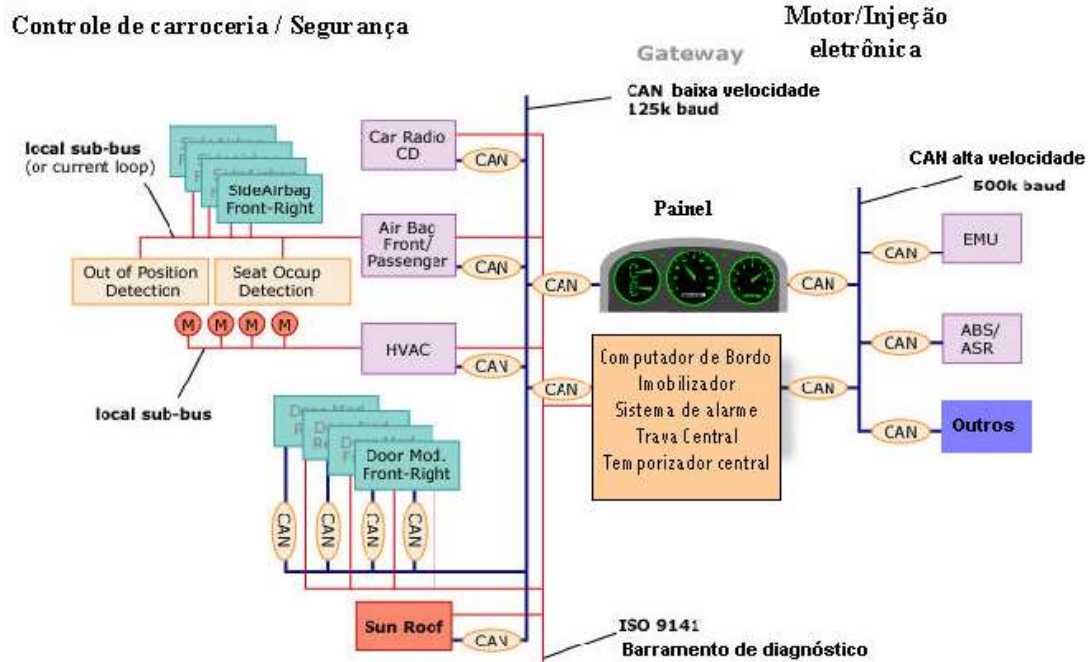 Controle de carroceria / Segurança
Motor/Injeção
eletrônica
Gateway
CAN baixa velocidade
125k baud
local sub-bus
(or current loop)
SideAirbag
Front-Right
Car Radio
CD
CAN
CAN alta velocidade
500k baud
Painel
Air Bag
Front/
Passenger
CAN
EMU
CAN
Out of Position
Detection
Seat Occup
Detection
CAN
CAN
M
M
M
M
HVAC
CAN
ABS/
ASR
CAN
local sub-bus
Computador de Bordo
Imobilizador
Sistema de alarme
Trava Central
Temporizador central
CAN
CAN
Outros
CAN
Door Mod.
Front-Right
CAN
CAN
CAN
CAN
Sun Roof
CAN
ISO 9141
Barramento de diagnóstico